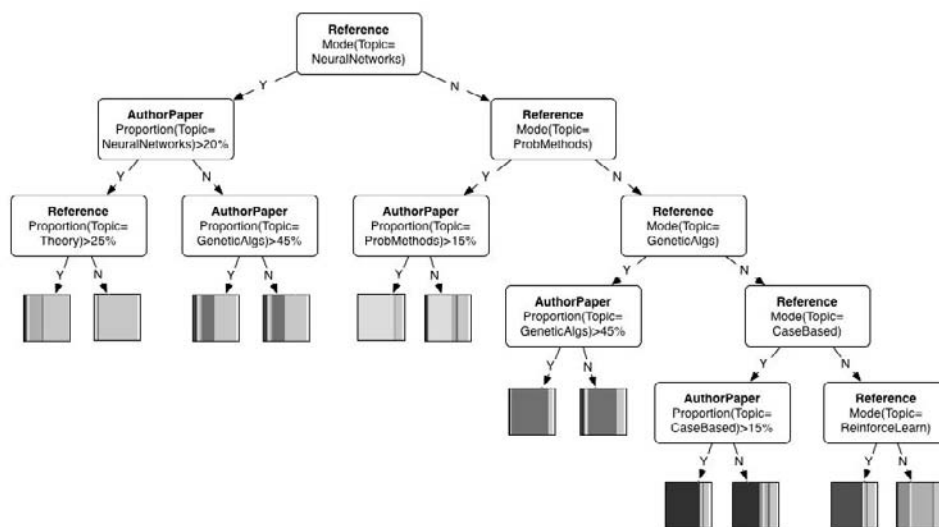 Reference
Mode(Topic=
NeuralNetworks)
Y
N
AuthorPaper
Proportion(Topic=
NeuralNetworks)>20%
Reference
Mode(Topic=
ProbMethods)
Y
N
Y
N
Reference
Proportion(Topic=
Theory)>25%
AuthorPaper
Proportion(Topic=
GeneticAlgs)>45%
AuthorPaper
Proportion(Topic=
ProbMethods)>15%
Reference
Mode(Topic=
GeneticAlgs)
Y
N
Y
N
Y
N
Y
N
AuthorPaper
Proportion(Topic=
GeneticAlgs)>45%
Reference
Mode(Topic=
CaseBased)
Y
N
Y
N
AuthorPaper
Proportion(Topic=
CaseBased)>15%
Reference
Mode(Topic=
ReinforceLearn)
Y
N
Y
N